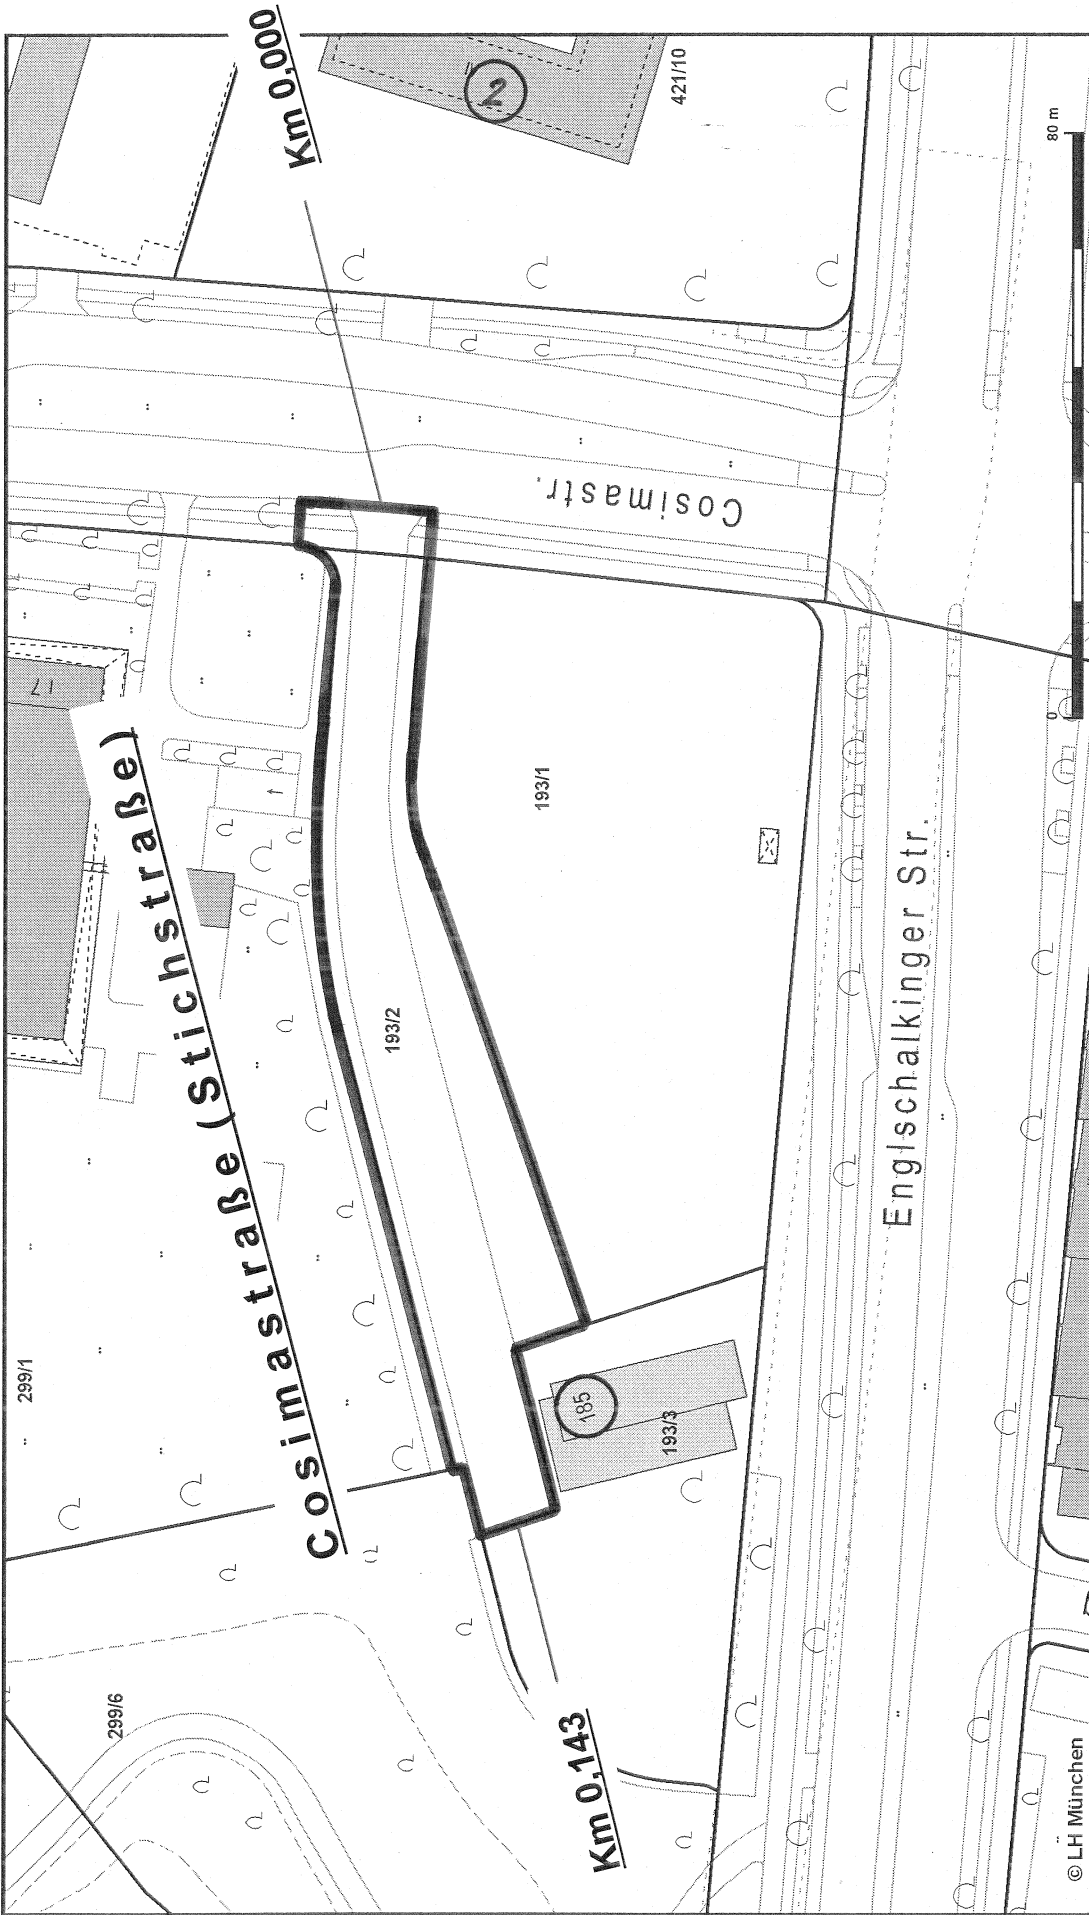 Km 0,000
2
421/10
80 m
0
Cosimastr.
17
Cosimastraße (Stichstraße)
193/1
193/2
Englschalkinger Str.
299/1
185
193/3
299/6
Km 0,143
© LH München